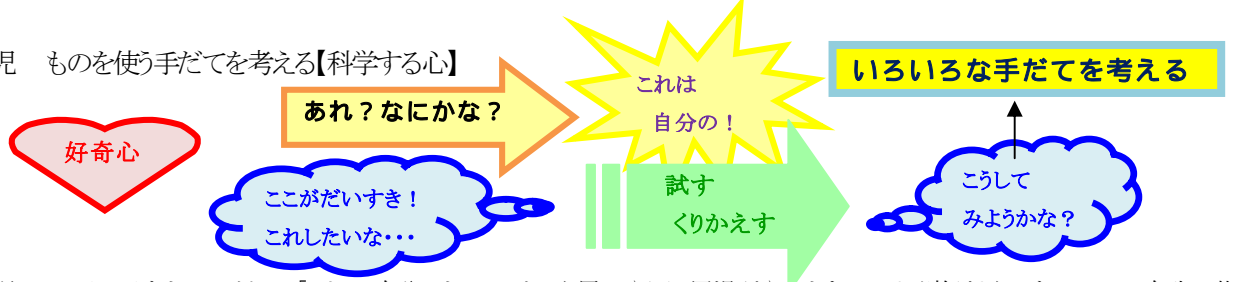 児　ものを使う手だてを考える【科学する心】
好奇心
あれ？なにかな？
ここがだいすき！
これしたいな・・・
これは
自分の！
試す
くりかえす
いろいろな手だてを考える
こうして
みようかな？